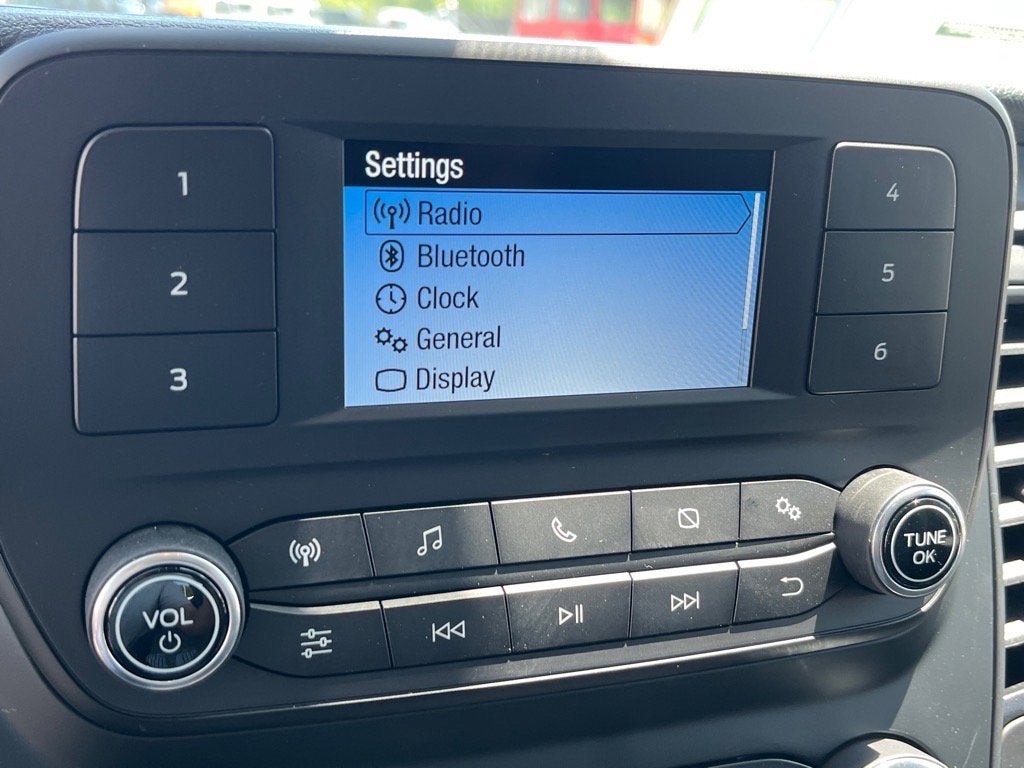 1
2
3
Settings
Radio
Bluetooth
Clock
General
Display
4
5
6
VOL
TUNE
OK